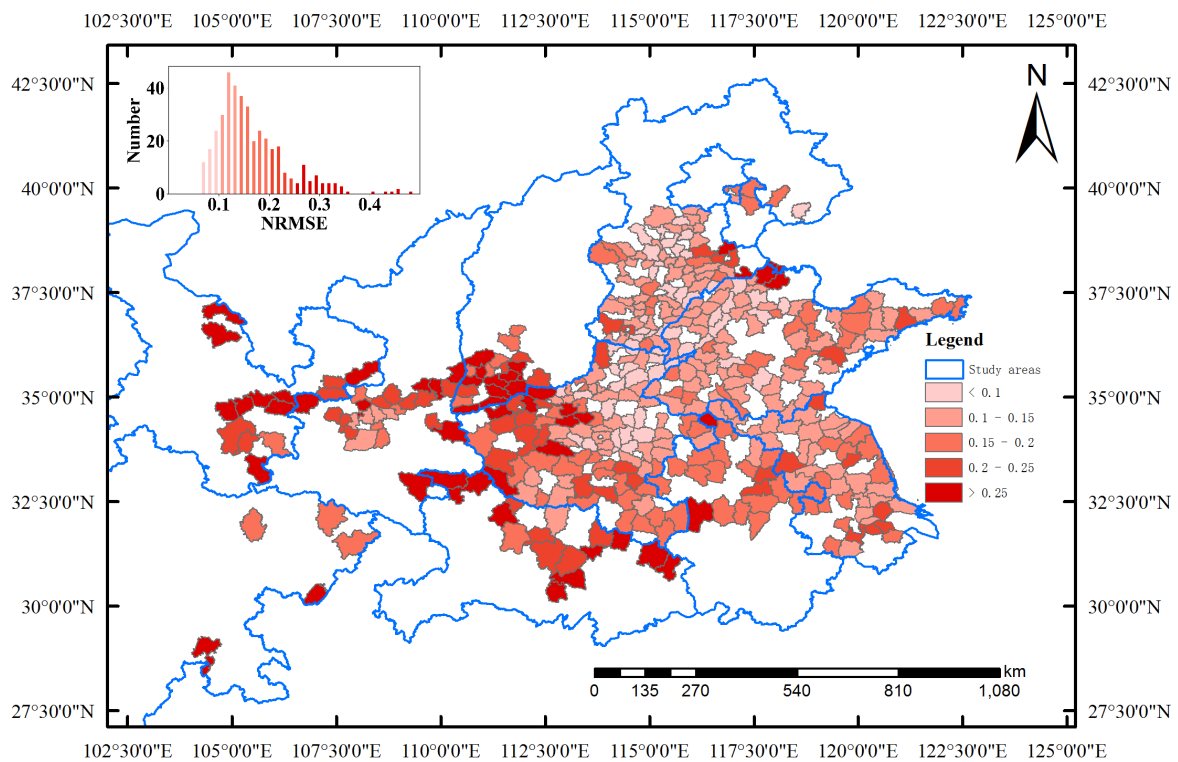 102°30'0"E 105°0'0"E 107°30'0"E 110°0'0"E 112°30'0"E 115°0'0"E 117°30'0"E 120°0'0"E 122°30'0"E 125°0'0"E
42°30'0"N 42°30'0"N
N
40
Number
20
0
0.1 0.2 0.3 0.4
NRMSE
40°0'0"N 40°0'0"N
37°30'0"N 37°30'0"N
Legend
Study areas
< 0.1
0.1 - 0.15
0.15 - 0.2
0.2 - 0.25
> 0.25
35°0'0"N 35°0'0"N
32°30'0"N 32°30'0"N
30°0'0"N 30°0'0"N
km
0 135 270 540 810 1,080
27°30'0"N 27°30'0"N
102°30'0"E 105°0'0"E 107°30'0"E 110°0'0"E 112°30'0"E 115°0'0"E 117°30'0"E 120°0'0"E 122°30'0"E 125°0'0"E